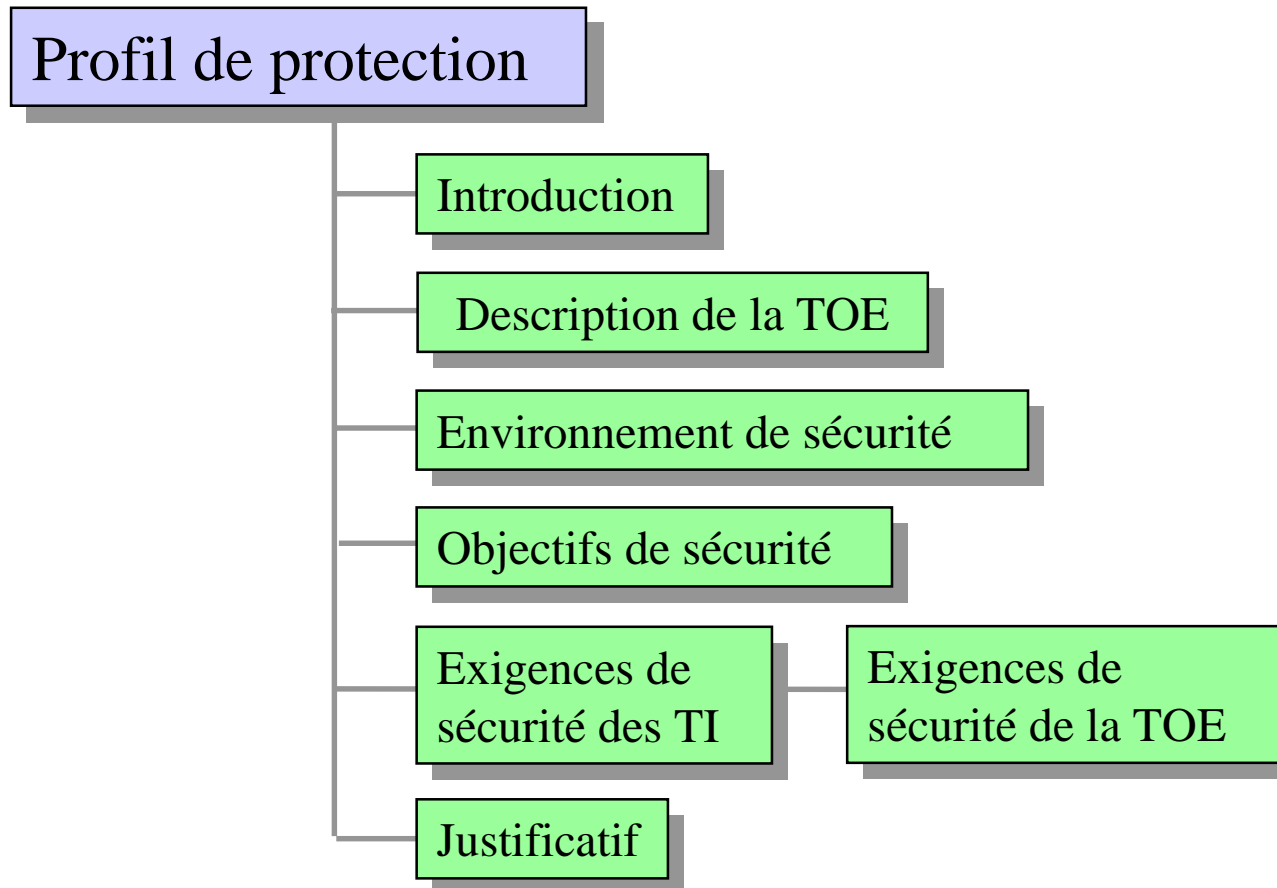 Profil de protection
Introduction
Description de la TOE
Environnement de sécurité
Objectifs de sécurité
Exigences de
sécurité des TI
Exigences de
sécurité de la TOE
Justificatif